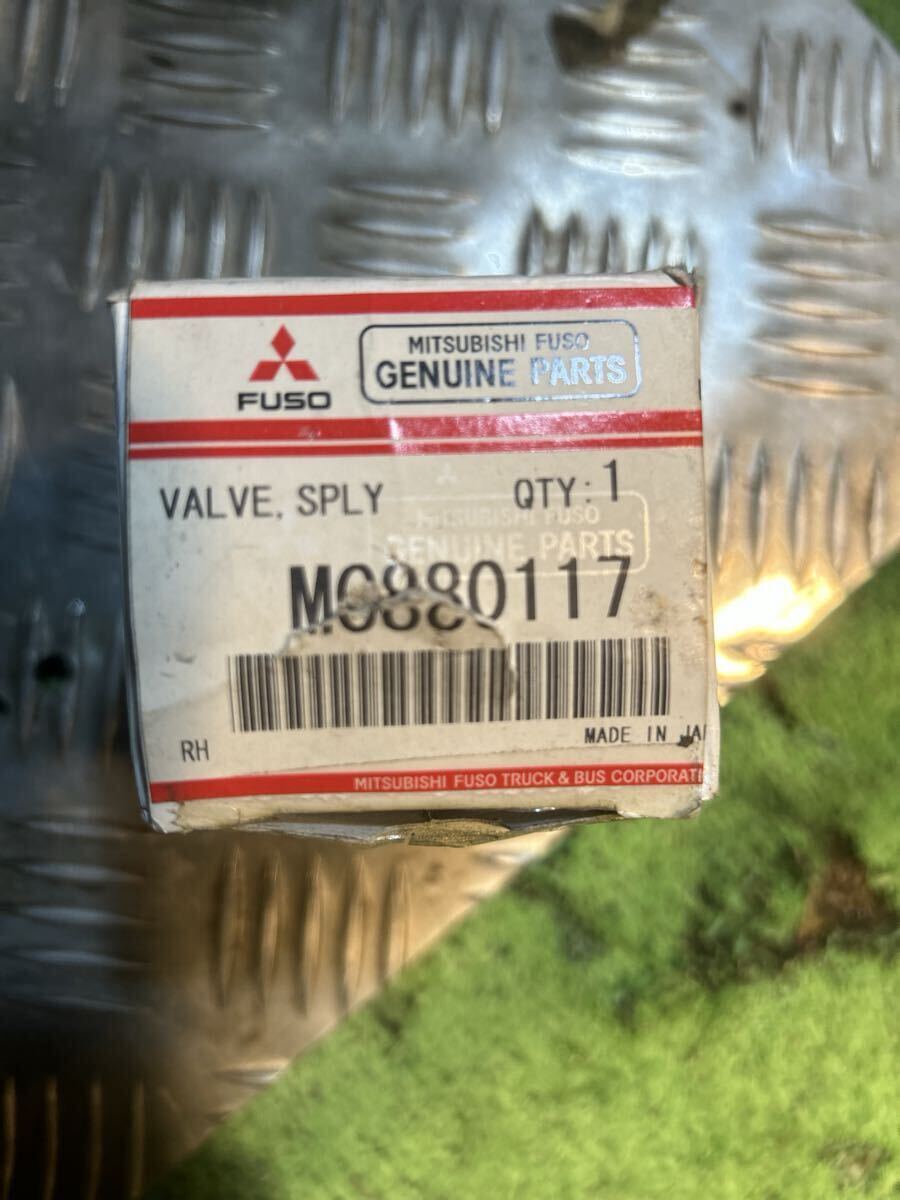 FUSO
MITSUBISHI FUSO
GENUINE PARTS
VALVE, SPLY QTY: 1
MITSUBISHI FUSO
GENUINE PARTS
MC880117
RH
MADE IN JA
MITSUBISHI FUSO TRUCK & BUS CORPORATI